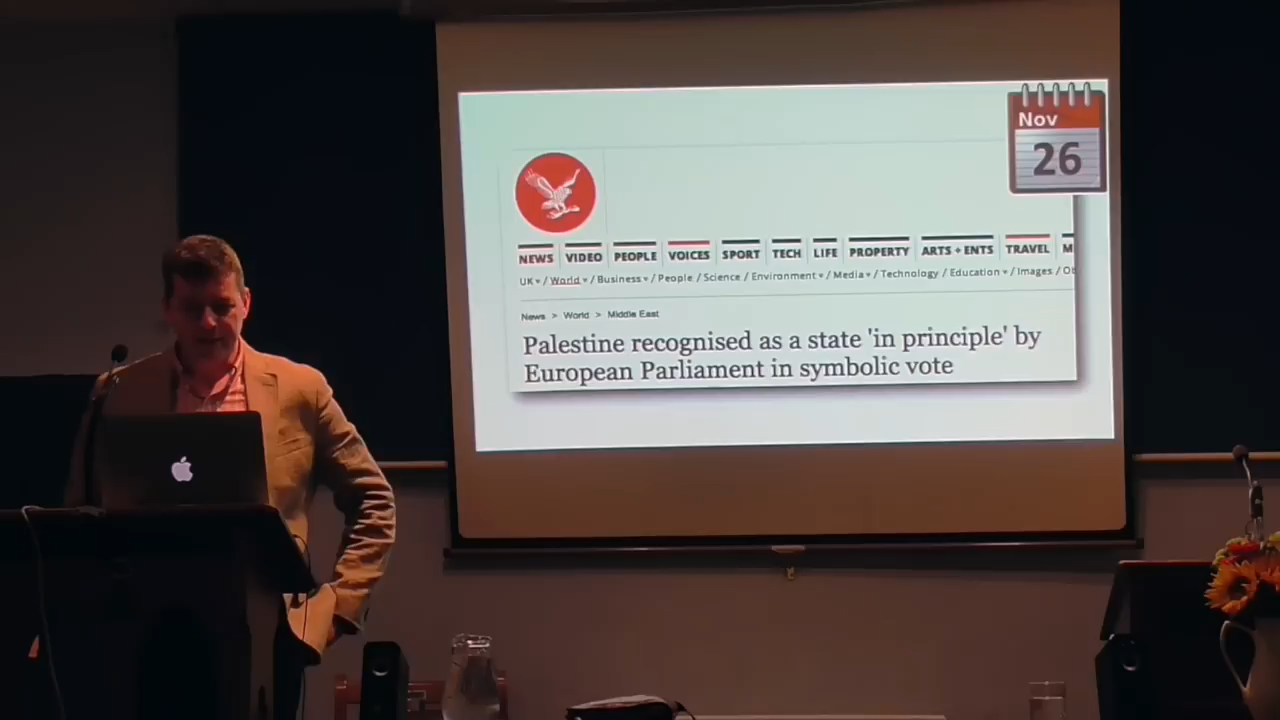 Nov
26
NEWS VIDEO PEOPLE VOICES SPORT TECH LIFE PROPERTY ARTS + ENTS TRAVEL M
UK / World / Business / People / Science / Environment / Media / Technology / Education / Images / Ob
News > World > Middle East
Palestine recognised as a state 'in principle' by
European Parliament in symbolic vote